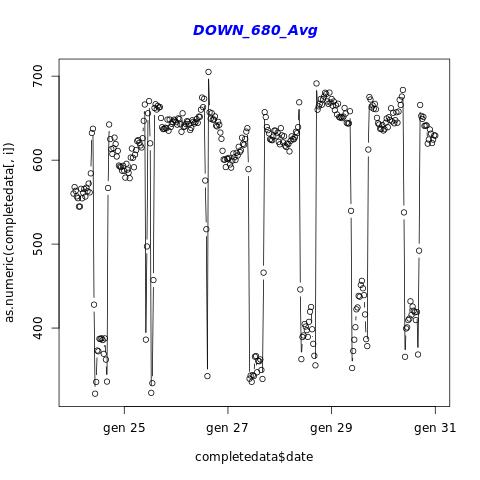 DOWN_680_Avg
as.numeric(completedata[, i])
700
600
500
400
gen 25 gen 27 gen 29 gen 31
completedata$date